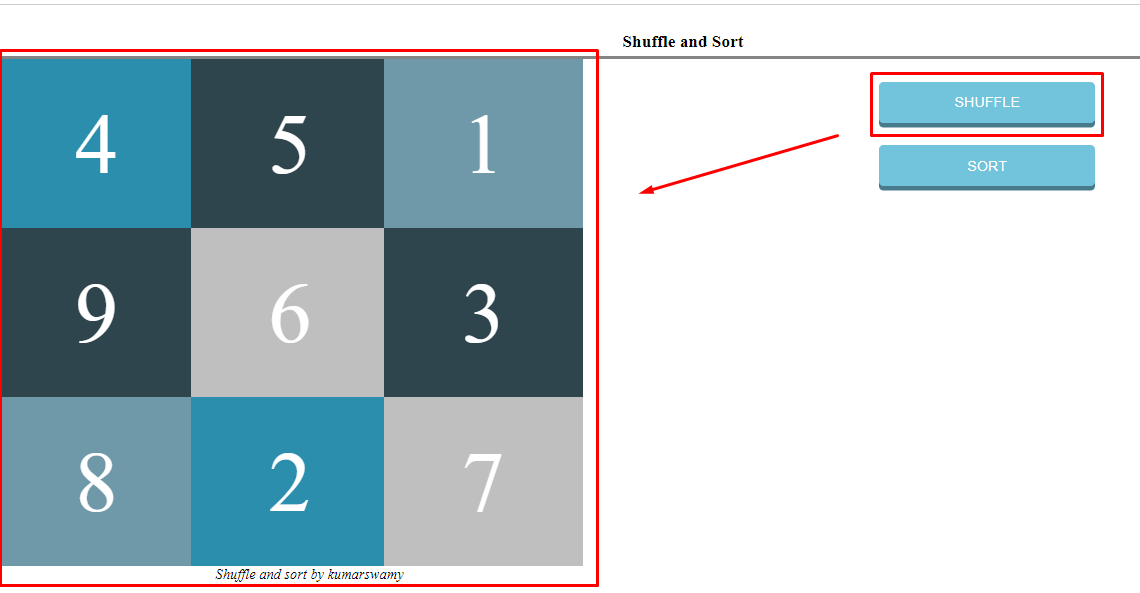 Shuffle and Sort
4 5 1
SHUFFLE
SORT
9 6 3
8 2 7
Shuffle and sort by kumarswamy